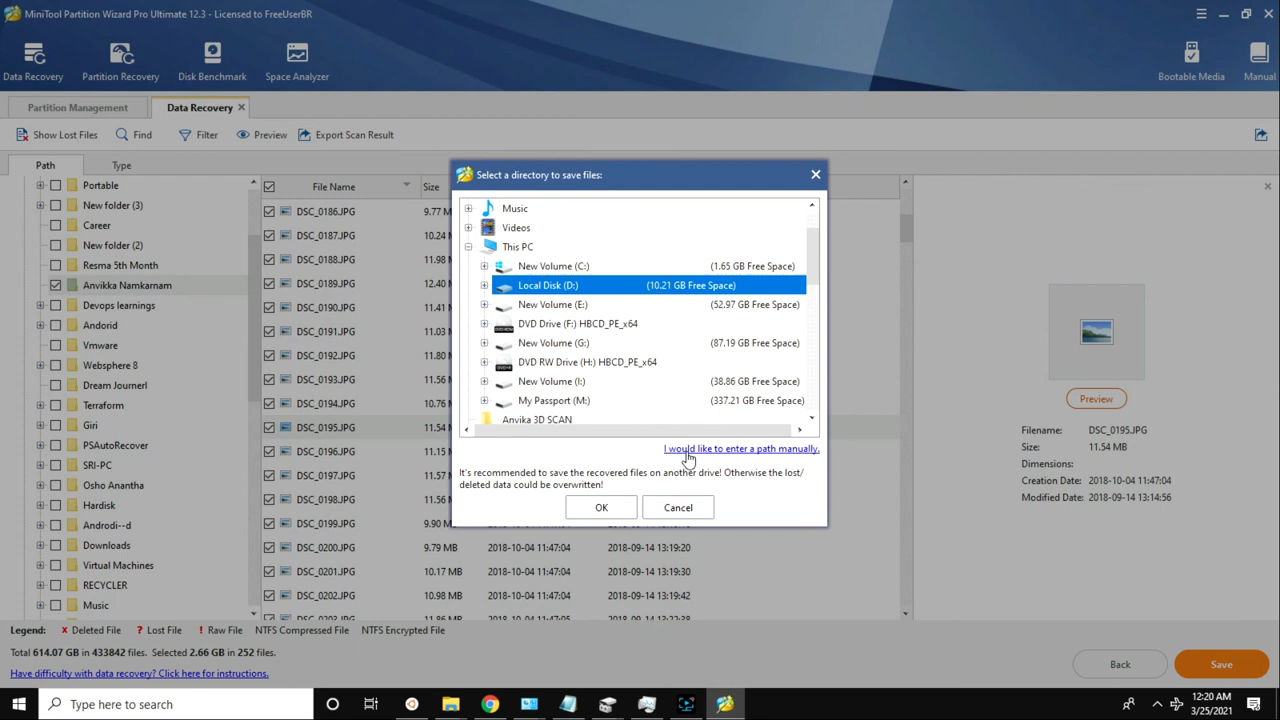 MiniTool Partition Wizard Pro Ultimate 12.3 - Licensed to FreeUserBR
Data Recovery
Partition Recovery
Disk Benchmark
Space Analyzer
Bootable Media
Manual
Partition Management
Data Recovery
Show Lost Files
Find
Filter
Preview
Export Scan Result
Path
Type
Portable
New folder (3)
Career
New folder (2)
Resma 5th Month
Anvikka Namkarnam
Devops learnings
Andorid
Vmware
Websphere 8
Dream Journerl
Terraform
Giri
PSAutoRecover
SRI-PC
Osho Anantha
Hardisk
Androdi--d
Downloads
Virtual Machines
RECYCLER
Music
File Name Size
DSC_0186.JPG 9.77 M
DSC_0187.JPG 10.24
DSC_0188.JPG 11.98
DSC_0189.JPG 12.40
DSC_0190.JPG 11.93
DSC_0191.JPG 11.03
DSC_0192.JPG 11.80
DSC_0193.JPG 11.56
DSC_0194.JPG 10.76
DSC_0195.JPG 11.54
DSC_0196.JPG 11.15
DSC_0197.JPG 11.56
DSC_0198.JPG 11.56
DSC_0199.JPG 9.90 M
DSC_0200.JPG 9.79 MB 2018-10-04 11:47:04 2018-09-14 13:19:20
DSC_0201.JPG 10.17 MB 2018-10-04 11:47:04 2018-09-14 13:19:30
DSC_0202.JPG 10.98 MB 2018-10-04 11:47:04 2018-09-14 13:19:42
DSC_0203.JPG 11.86 MB 2018-10-04 11:47:05 2018-09-14 13:22:38
Select a directory to save files:
Music
Videos
This PC
New Volume (C:) (1.65 GB Free Space)
Local Disk (D:) (10.21 GB Free Space)
New Volume (E:) (52.97 GB Free Space)
DVD Drive (F:) HBCD_PE_x64
New Volume (G:) (87.19 GB Free Space)
DVD RW Drive (H:) HBCD_PE_x64
New Volume (I:) (38.86 GB Free Space)
My Passport (M:) (337.21 GB Free Space)
Anvika 3D SCAN
I would like to enter a path manually.
It's recommended to save the recovered files on another drive! Otherwise the lost/
deleted data could be overwritten!
OK
Cancel
Preview
Filename: DSC_0195.JPG
Size: 11.54 MB
Dimensions:
Creation Date: 2018-10-04 11:47:04
Modified Date: 2018-09-14 13:14:56
Legend: x Deleted File ? Lost File ! Raw File NTFS Compressed File NTFS Encrypted File
Total 614.07 GB in 433842 files. Selected 2.66 GB in 252 files.
Have difficulty with data recovery? Click here for instructions.
Back
Save
Type here to search
12:20 AM
3/25/2021